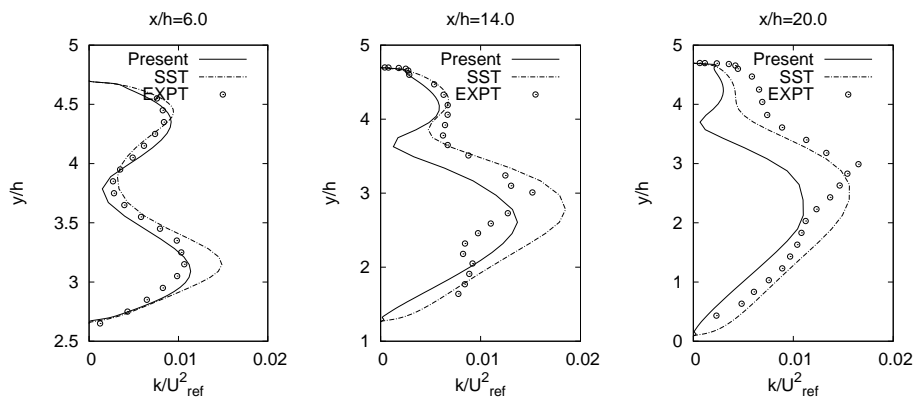 x/h=6.0
5
4.5
4
3.5
3
2.5
y/h
0
0.01
0.02
k/U²ref
Present
SST
EXPT
x/h=14.0
5
4
3
2
1
y/h
0
0.01
0.02
k/U²ref
Present
SST
EXPT
x/h=20.0
5
4
3
2
1
0
y/h
0
0.01
0.02
k/U²ref
Present
SST
EXPT